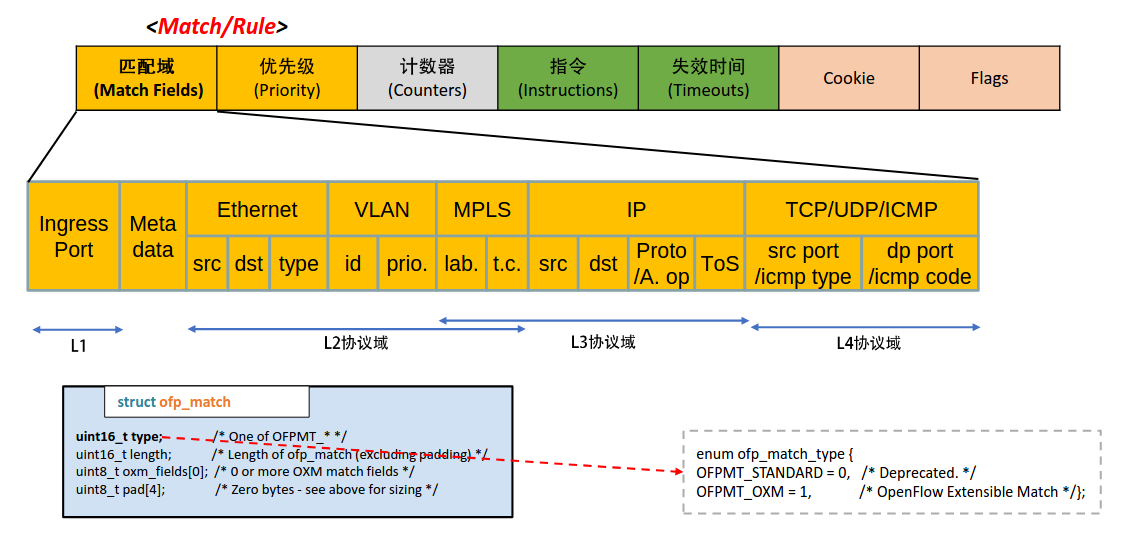 <Match/Rule>
匹配域 优先级 计数器 指令 失效时间 Cookie Flags
(Match Fields) (Priority) (Counters) (Instructions) (Timeouts)
Ingress Port Meta data Ethernet VLAN MPLS IP TCP/UDP/ICMP
src dst type id prio. lab. t.c. src dst Proto /A. op ToS src port /icmp type dp port /icmp code
L1 L2协议域 L3协议域 L4协议域
struct ofp_match
uint16_t type; /* One of OFPMT_* */
uint16_t length; /* Length of ofp_match (excluding padding) */
uint8_t oxm_fields[0]; /* 0 or more OXM match fields */
uint8_t pad[4]; /* Zero bytes - see above for sizing */
enum ofp_match_type {
OFPMT_STANDARD = 0, /* Deprecated. */
OFPMT_OXM = 1, /* OpenFlow Extensible Match */};